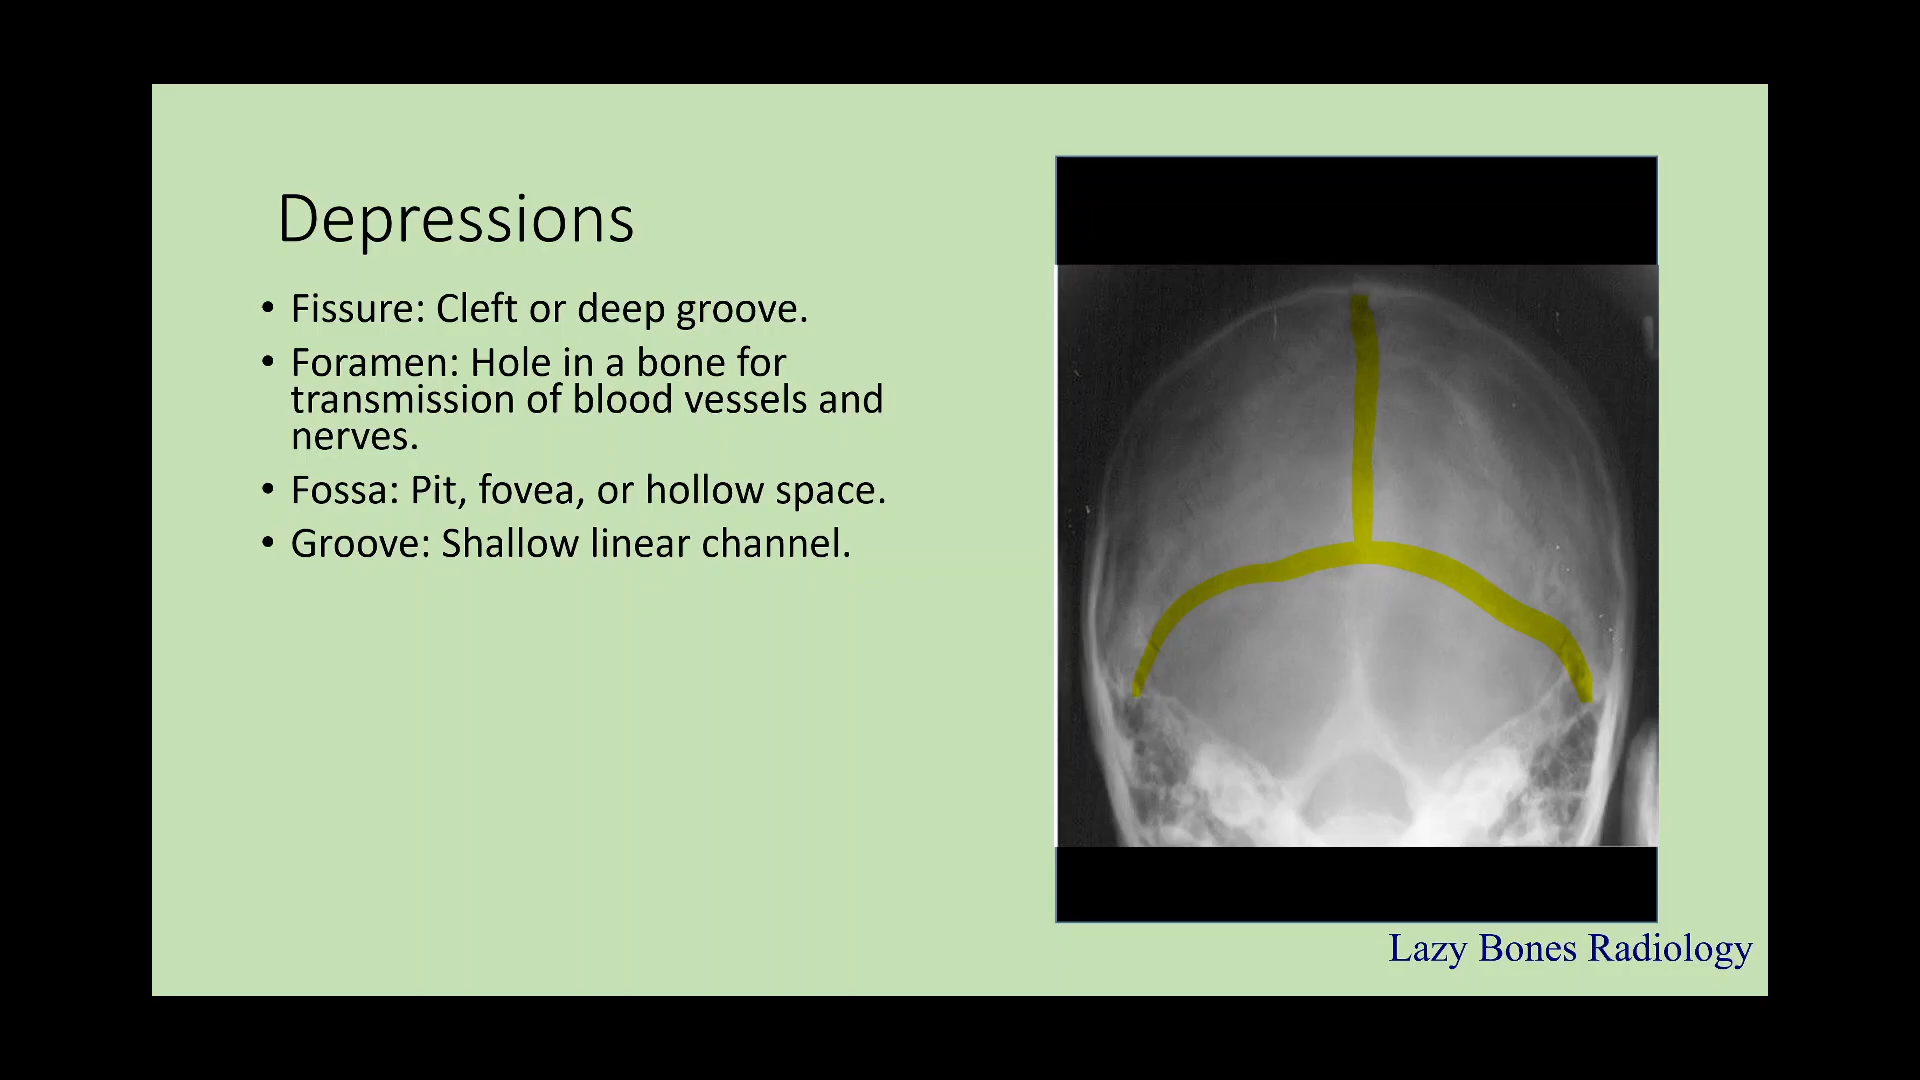 Depressions
• Fissure: Cleft or deep groove.
• Foramen: Hole in a bone for
transmission of blood vessels and
nerves.
• Fossa: Pit, fovea, or hollow space.
• Groove: Shallow linear channel.
Lazy Bones Radiology